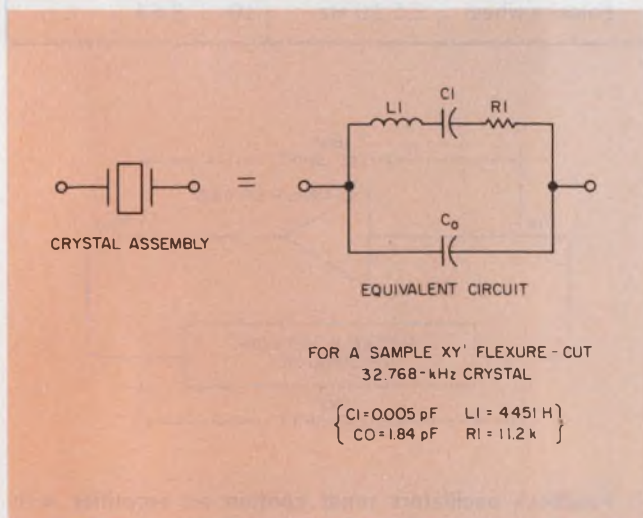 L1 C1 R1
=
C₀
CRYSTAL ASSEMBLY
EQUIVALENT CIRCUIT
FOR A SAMPLE XY' FLEXURE-CUT
32.768-kHz CRYSTAL
C1=0.005 pF L1 = 4451 H
CO=1.84 pF R1 = 11.2 k